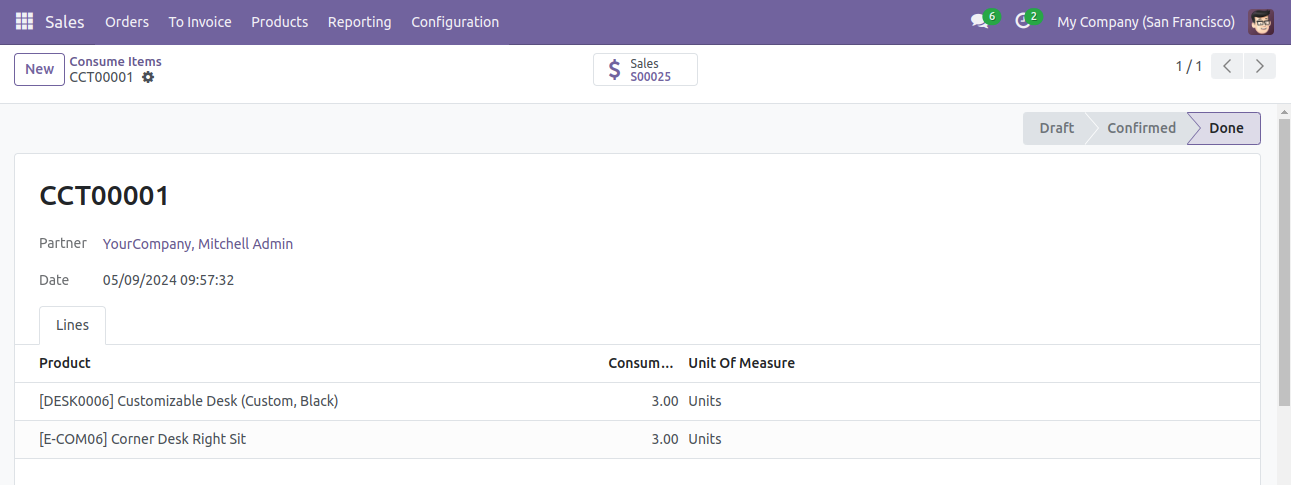 Sales Orders To Invoice Products Reporting Configuration 6 2 My Company (San Francisco)
New Consume Items CCT00001
Sales S00025
1 / 1
Draft Confirmed Done
CCT00001
Partner YourCompany, Mitchell Admin
Date 05/09/2024 09:57:32
Lines
Product Consum... Unit Of Measure
[DESK0006] Customizable Desk (Custom, Black) 3.00 Units
[E-COM06] Corner Desk Right Sit 3.00 Units